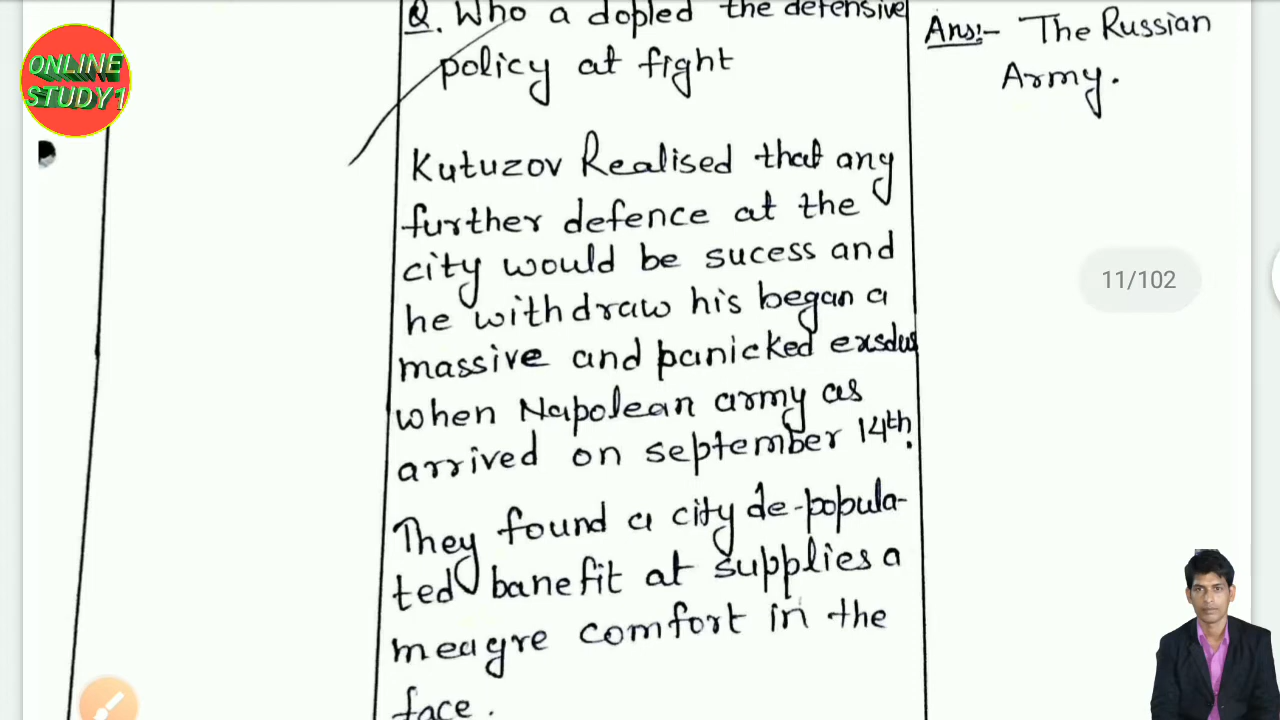 ONLINE
STUDY1
Q. Who a dopled the defensive
policy at fight
Ans:- The Russian
Army.
Kutuzov Realised that any
further defence at the
city would be sucess and
he withdraw his began a
massive and panicked exsdus
when Napolean army as
arrived on september 14th.
They found a city de-popula-
ted banefit at supplies a
meagre comfort in the
face.
11/102